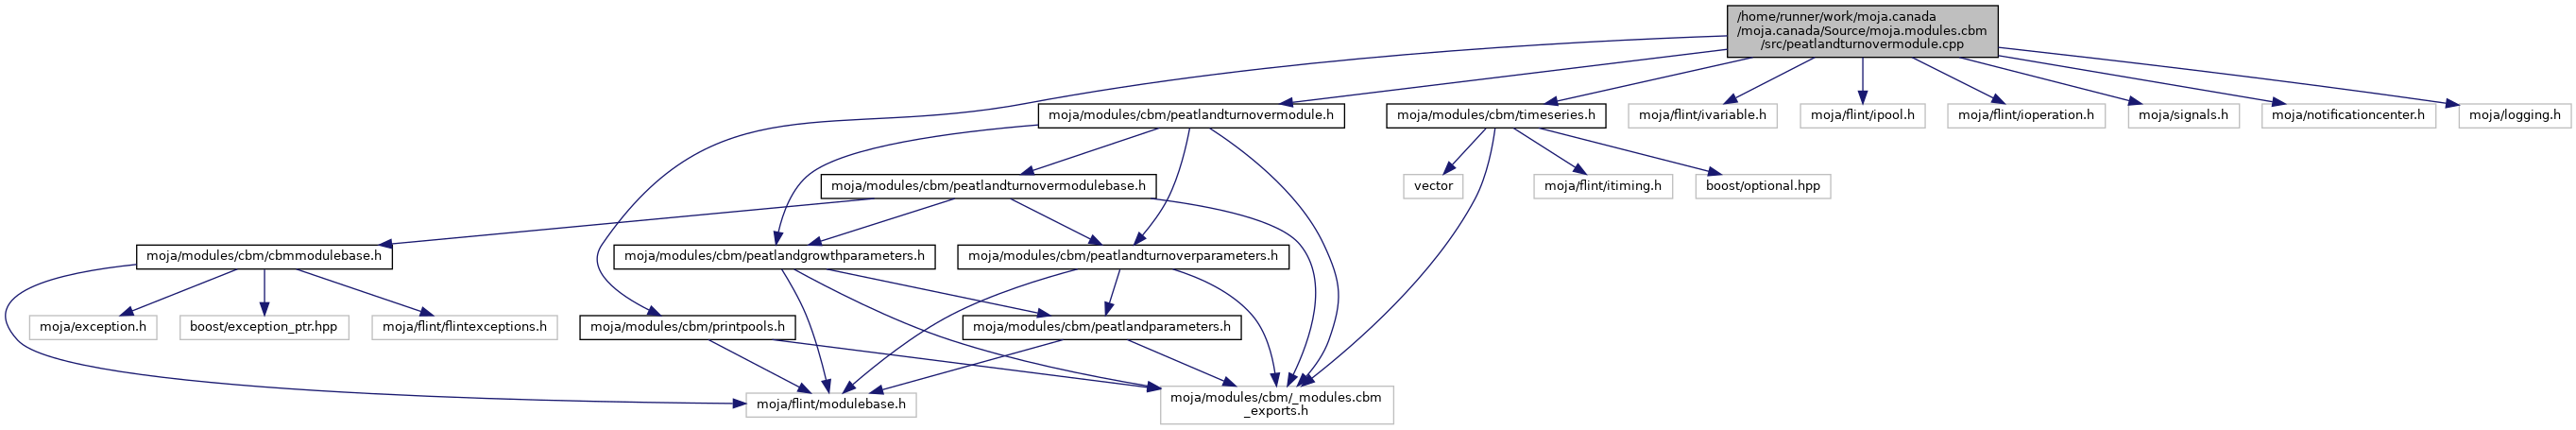 /home/runner/work/moja.canada
/moja.canada/Source/moja.modules.cbm
/src/peatlandturnovermodule.cpp
moja/modules/cbm/peatlandturnovermodule.h
moja/modules/cbm/timeseries.h
moja/flint/ivariable.h
moja/flint/ipool.h
moja/flint/ioperation.h
moja/signals.h
moja/notificationcenter.h
moja/logging.h
moja/modules/cbm/peatlandturnovermodulebase.h
vector
moja/flint/itiming.h
boost/optional.hpp
moja/modules/cbm/cbmmodulebase.h
moja/modules/cbm/peatlandgrowthparameters.h
moja/modules/cbm/peatlandturnoverparameters.h
moja/exception.h
boost/exception_ptr.hpp
moja/flint/flintexceptions.h
moja/modules/cbm/printpools.h
moja/modules/cbm/peatlandparameters.h
moja/flint/modulebase.h
moja/modules/cbm/_modules.cbm
_exports.h